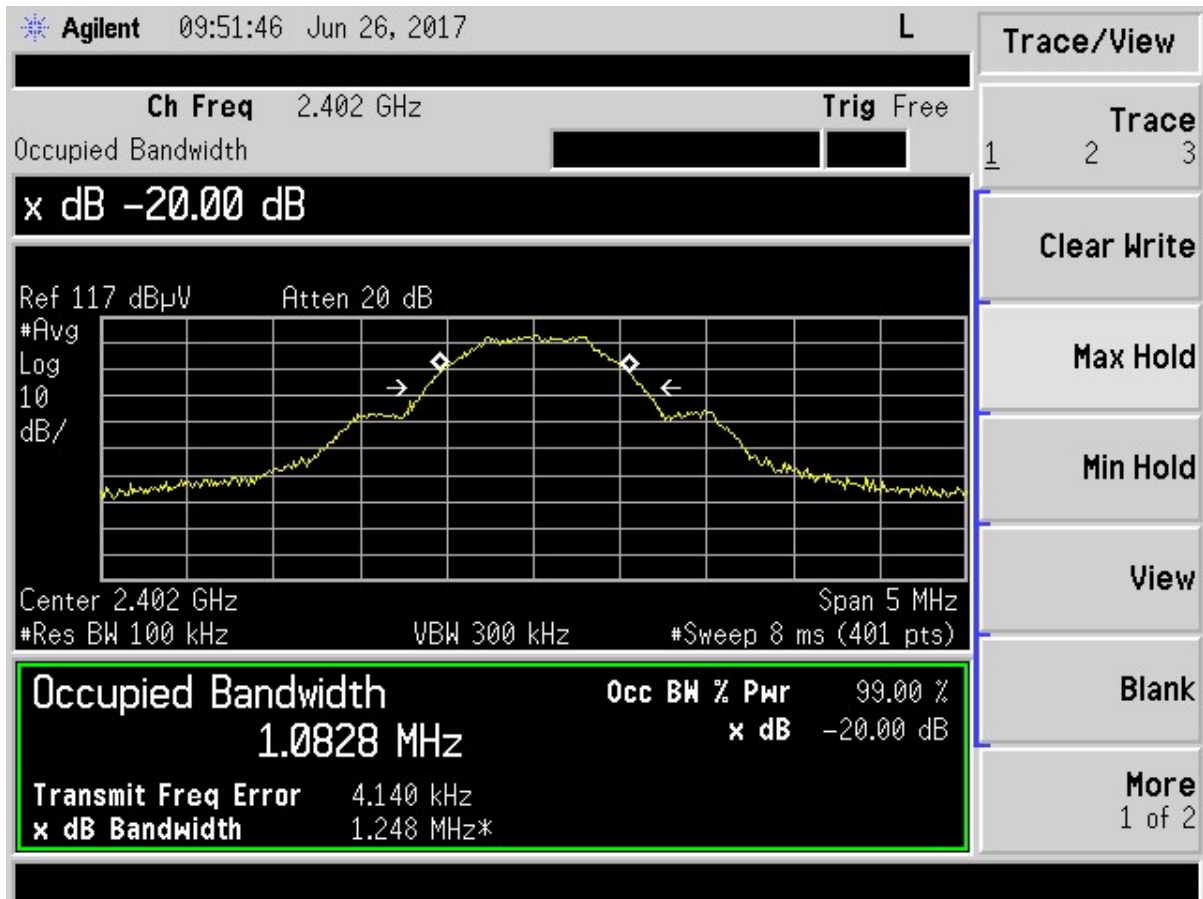 Agilent 09:51:46 Jun 26, 2017 L
Trace/View
Ch Freq 2.402 GHz Trig Free
Occupied Bandwidth
Trace
1 2 3
x dB -20.00 dB
Clear Write
Ref 117 dBµV Atten 20 dB
#Avg
Log
10
dB/
Max Hold
Min Hold
View
Center 2.402 GHz Span 5 MHz
#Res BW 100 kHz VBW 300 kHz #Sweep 8 ms (401 pts)
Occupied Bandwidth
1.0828 MHz
Occ BW % Pwr 99.00 %
x dB -20.00 dB
Blank
Transmit Freq Error 4.140 kHz
x dB Bandwidth 1.248 MHz*
More
1 of 2